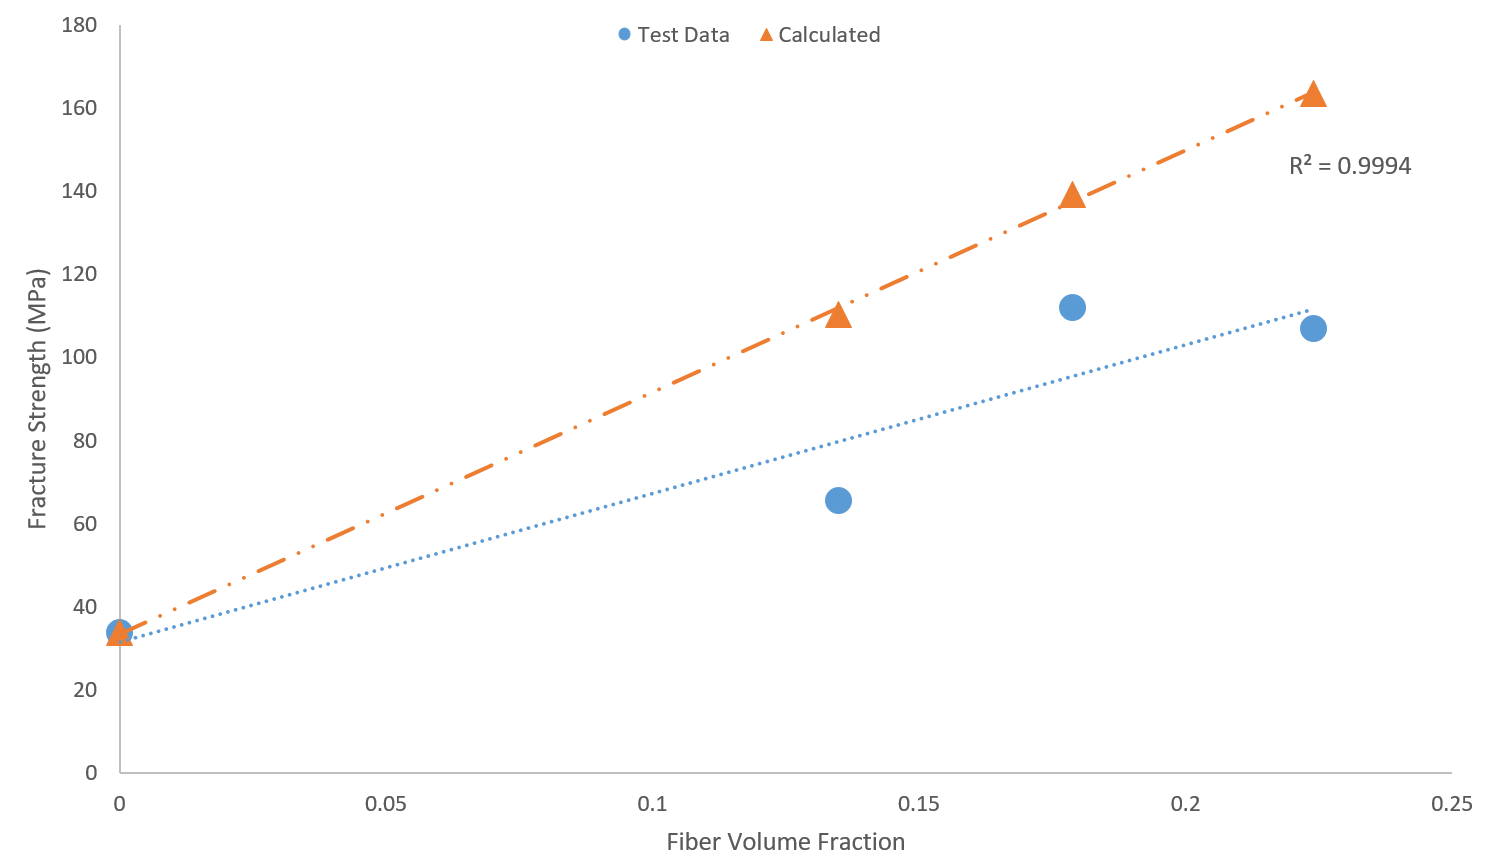 180
Test Data
Calculated
160
R² = 0.9994
140
120
100
80
60
40
20
0
Fracture Strength (MPa)
0 0.05 0.1 0.15 0.2 0.25
Fiber Volume Fraction